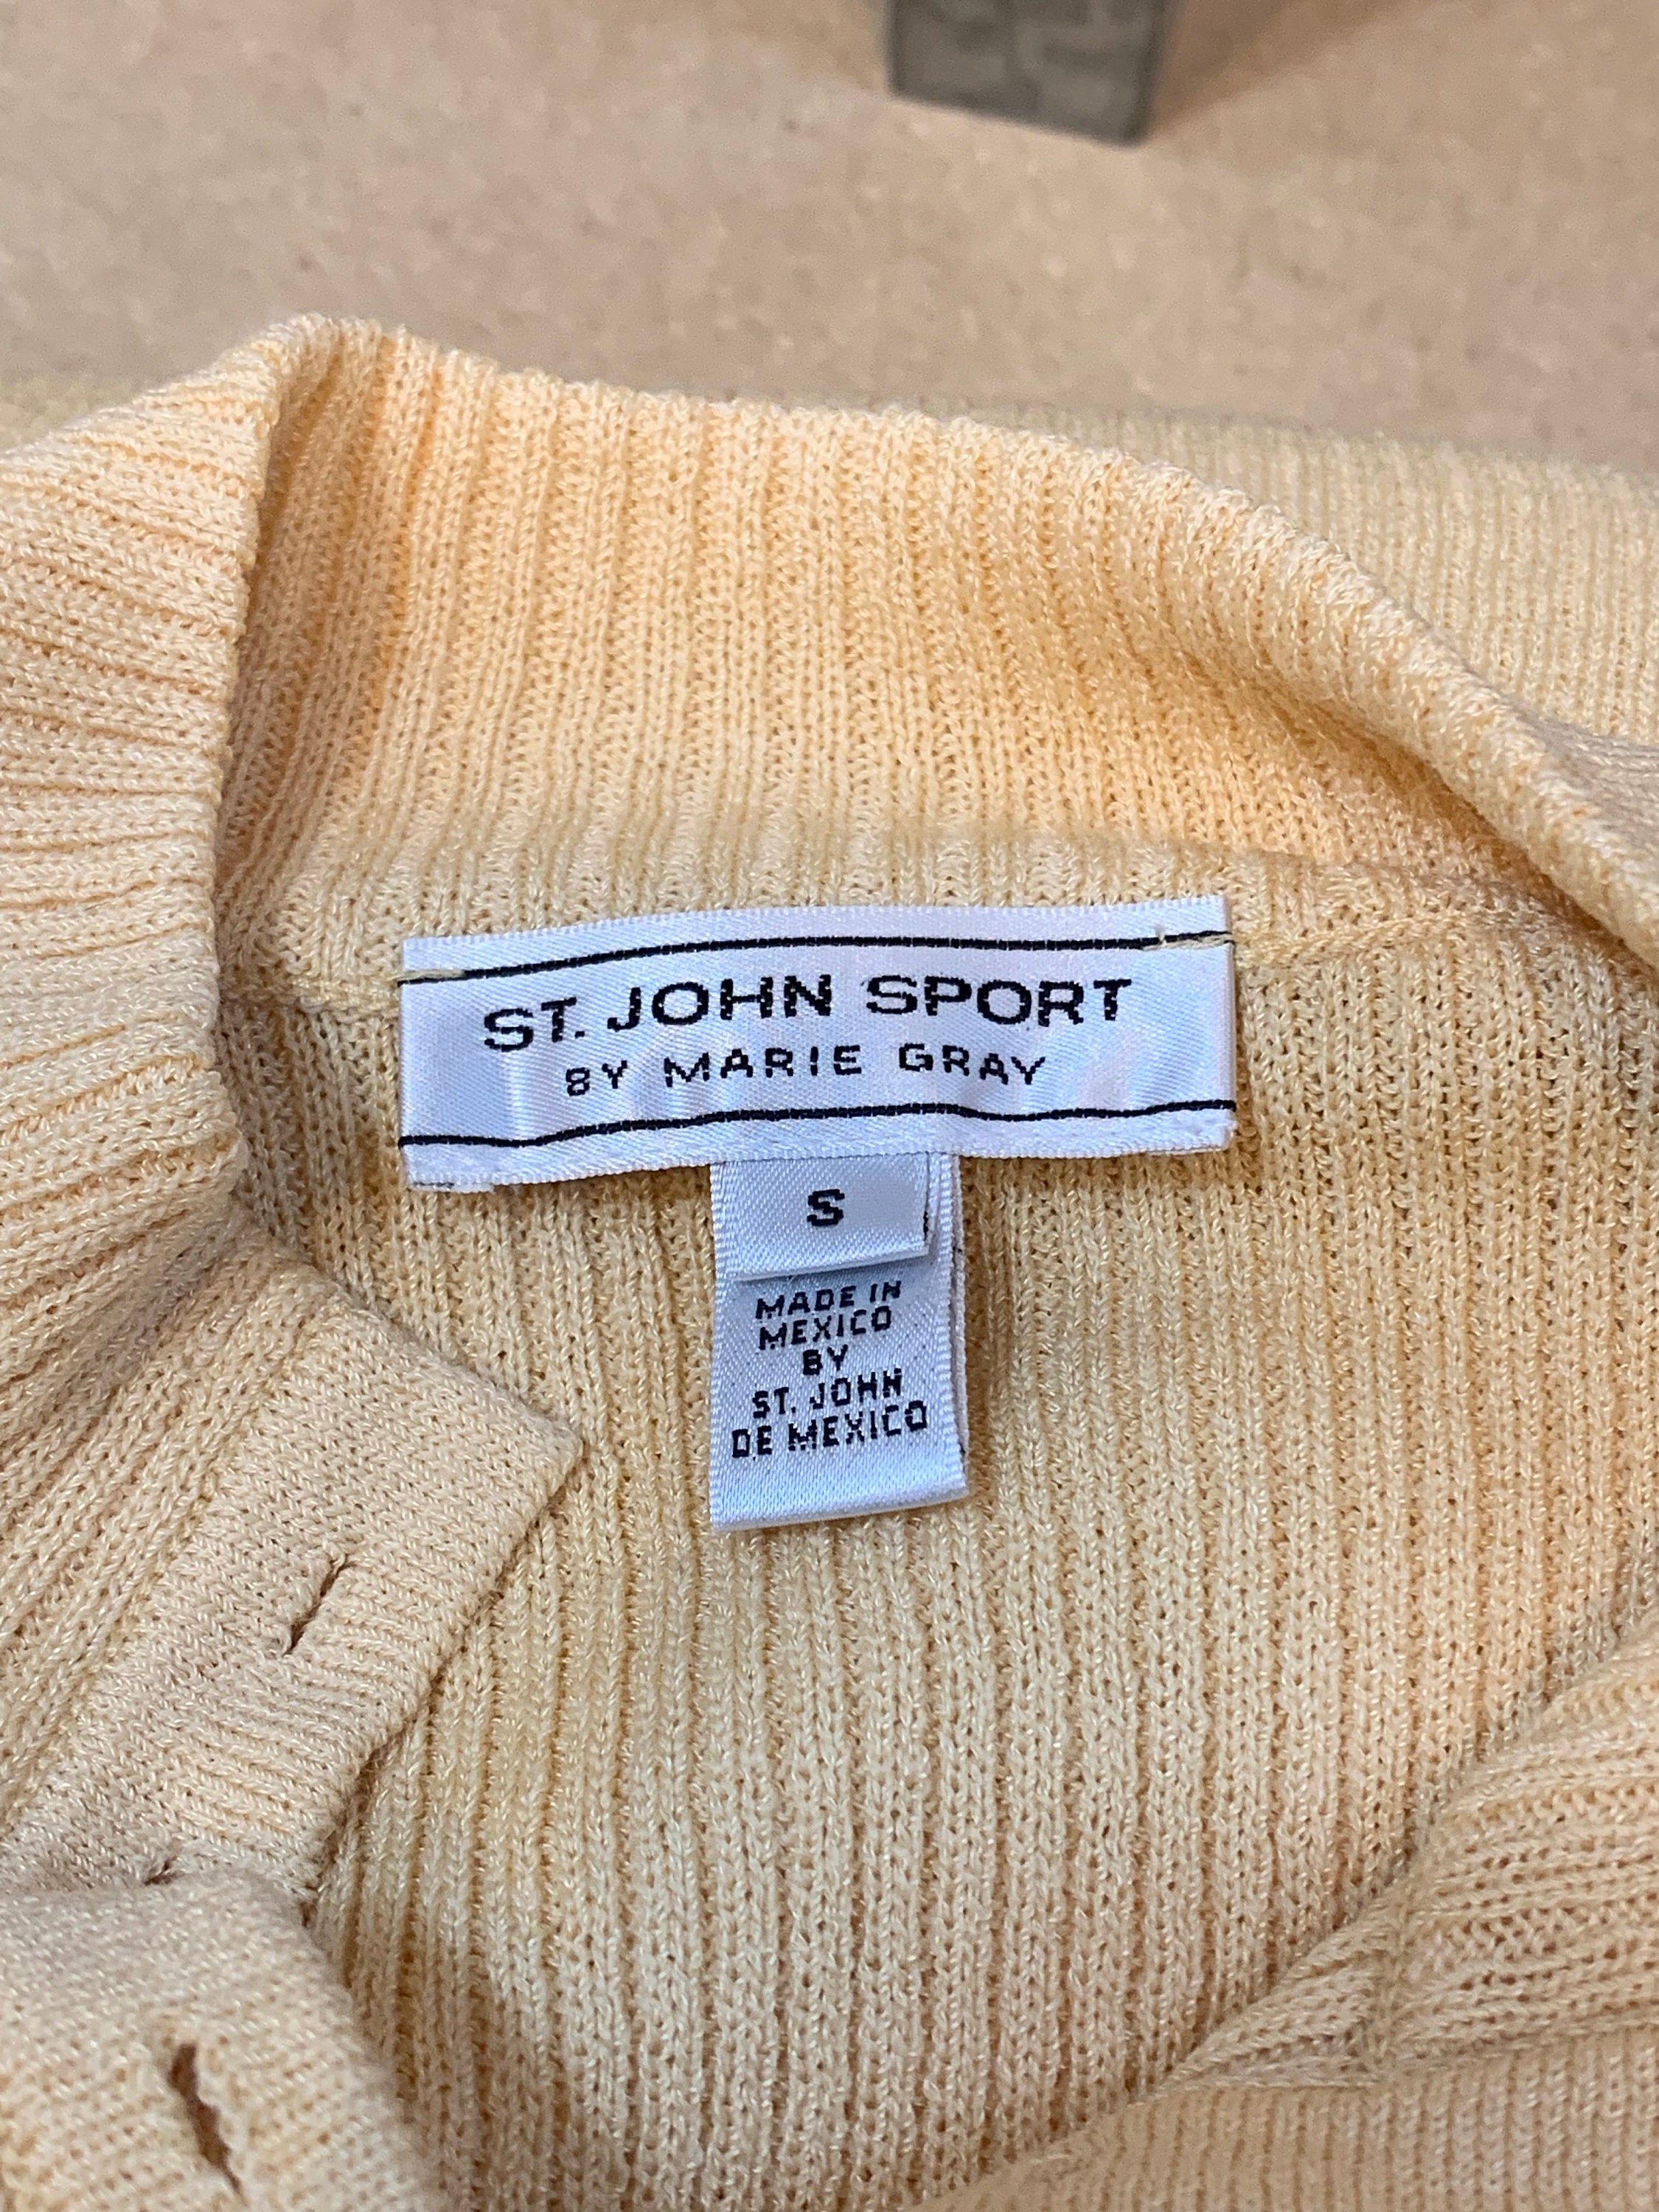 ST. JOHN SPORT
BY MARIE GRAY
S
MADE IN
MEXICO
BY
ST. JOHN
DE MEXICO